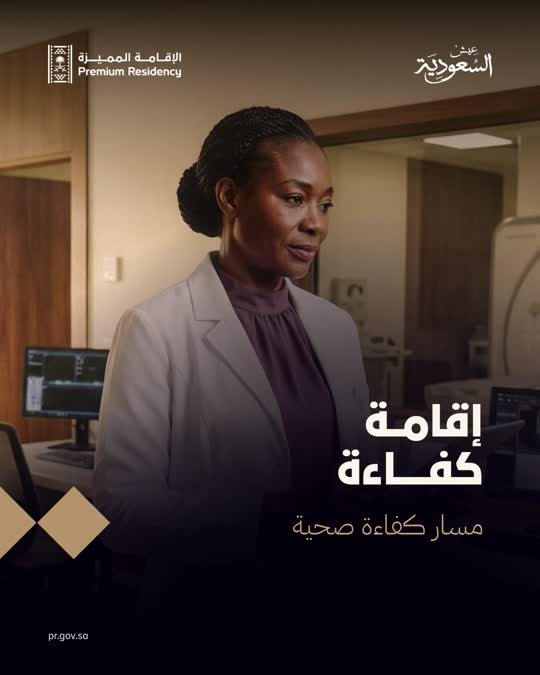 الإقامة المميزة
Premium Residency
عيش
السعودية
إقامة
كفاءة
مسار كفاءة صحية
pr.gov.sa